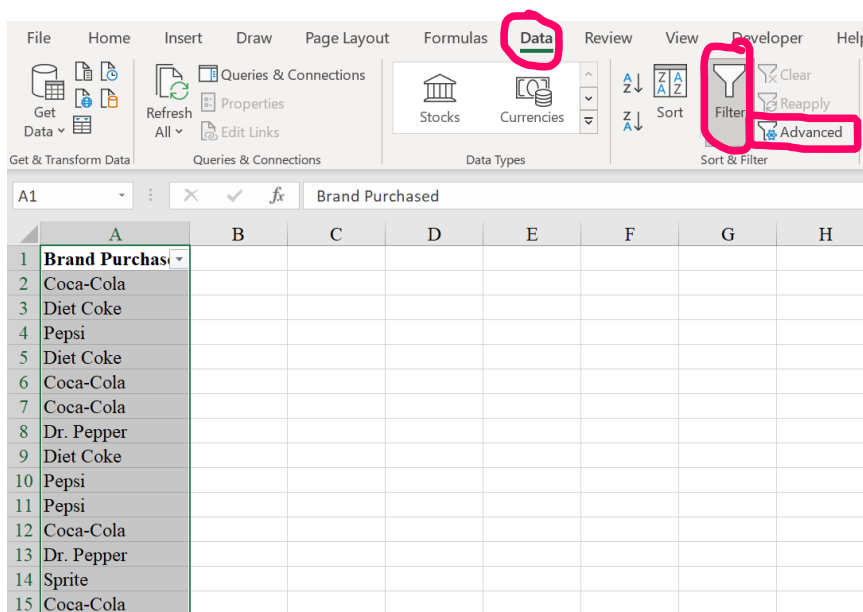 File Home Insert Draw Page Layout Formulas Data Review View Developer Help
Queries & Connections Clear
Properties Reapply
Edit Links Advanced
Get Data Refresh All Stocks Currencies Sort Filter
Get & Transform Data Queries & Connections Data Types Sort & Filter
A1 fx Brand Purchased
A B C D E F G H
1 Brand Purchas
2 Coca-Cola
3 Diet Coke
4 Pepsi
5 Diet Coke
6 Coca-Cola
7 Coca-Cola
8 Dr. Pepper
9 Diet Coke
10 Pepsi
11 Pepsi
12 Coca-Cola
13 Dr. Pepper
14 Sprite
15 Coca-Cola